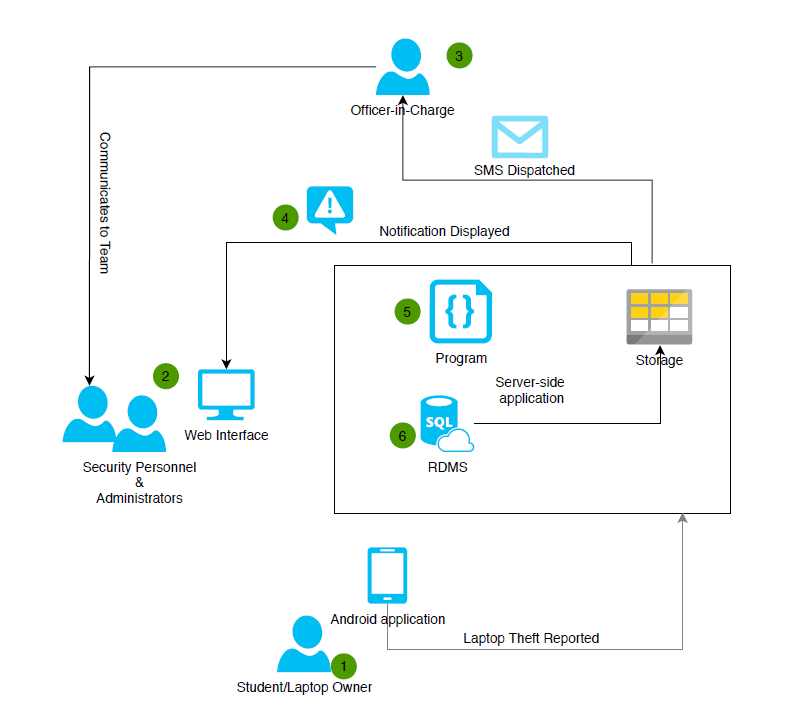 3
Officer-in-Charge
SMS Dispatched
Communicates to Team
4
Notification Displayed
5
{ }
Program
Storage
Server-side
application
2
Web Interface
SQL
6
RDMS
Security Personnel
&
Administrators
Android application
Laptop Theft Reported
1
Student/Laptop Owner